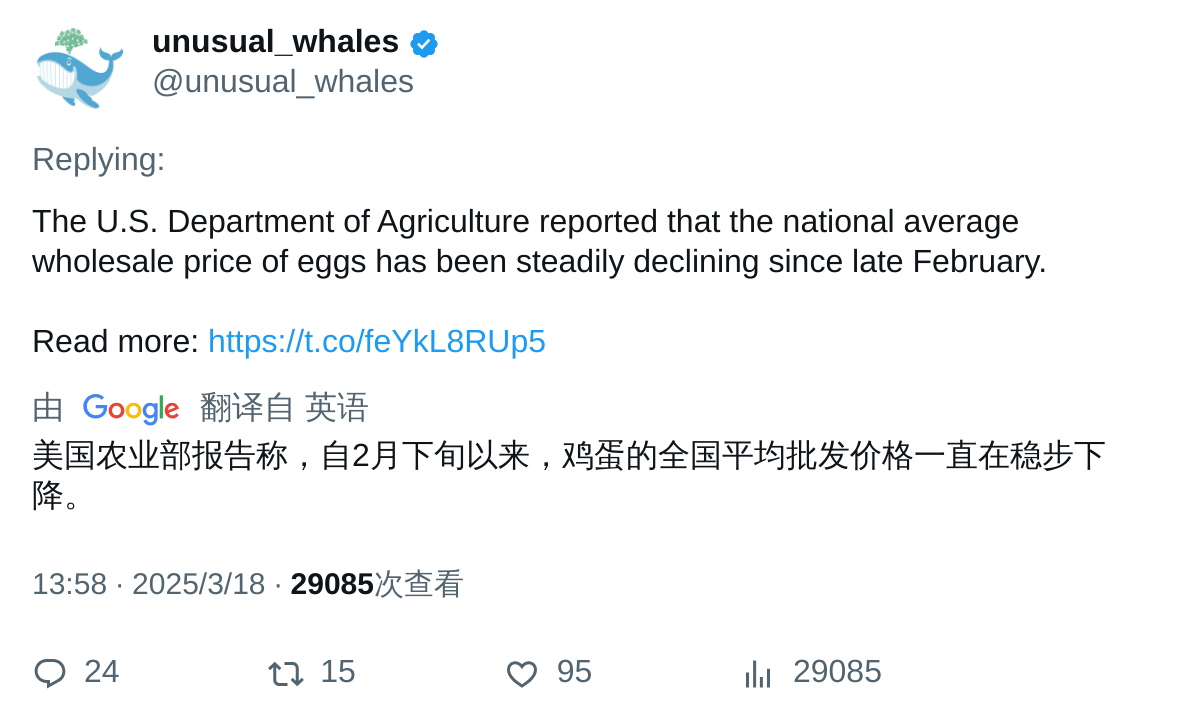 unusual_whales
@unusual_whales
Replying:
The U.S. Department of Agriculture reported that the national average
wholesale price of eggs has been steadily declining since late February.
Read more: https://t.co/feYkL8RUp5
由 Google 翻译自 英语
美国农业部报告称，自2月下旬以来，鸡蛋的全国平均批发价格一直在稳步下
降。
13:58 · 2025/3/18 · 29085次查看
24 15 95 29085